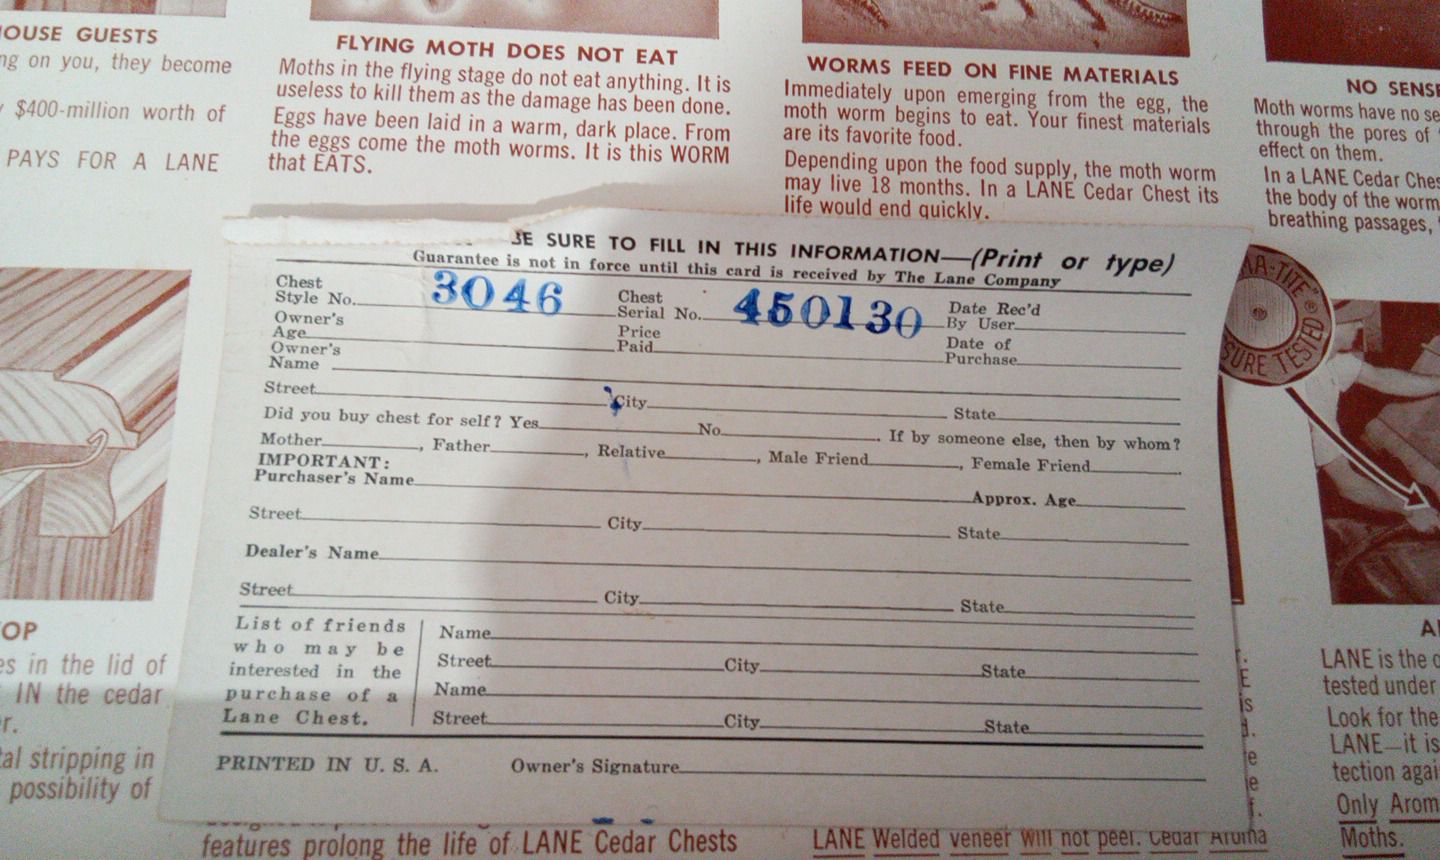 OUSE GUESTS
ng on you, they become
$400-million worth of
PAYS FOR A LANE
FLYING MOTH DOES NOT EAT
Moths in the flying stage do not eat anything. It is
useless to kill them as the damage has been done.
Eggs have been laid in a warm, dark place. From
the eggs come the moth worms. It is this WORM
that EATS.
WORMS FEED ON FINE MATERIALS
Immediately upon emerging from the egg, the
moth worm begins to eat. Your finest materials
are its favorite food.
Depending upon the food supply, the moth worm
may live 18 months. In a LANE Cedar Chest its
life would end quickly.
NO SENSE
Moth worms have no se
through the pores of
effect on them.
In a LANE Cedar Ches
the body of the worm
breathing passages,
BE SURE TO FILL IN THIS INFORMATION—(Print or type)
Guarantee is not in force until this card is received by The Lane Company
Chest Style No. 3046 Chest Serial No. 450130 Date Rec'd By User
Owner's Age Price Paid Date of Purchase
Owner's Name
Street City State
Did you buy chest for self? Yes No. If by someone else, then by whom?
Mother, Father, Relative, Male Friend, Female Friend.
IMPORTANT:
Purchaser's Name Approx. Age
Street City State
Dealer's Name
Street City State
List of friends
who may be
interested in the
purchase of a
Lane Chest.
Name
Street City State
Name
Street City State
PRINTED IN U. S. A. Owner's Signature
MA-TITE®
SURE TESTED
OP
es in the lid of
IN the cedar
r.
tal stripping in
possibility of
features prolong the life of LANE Cedar Chests
LANE Welded veneer will not peel. Cedar Aroma
LANE is the o
tested under
Look for the
LANE—it is
tection agai
Only Arom
Moths.